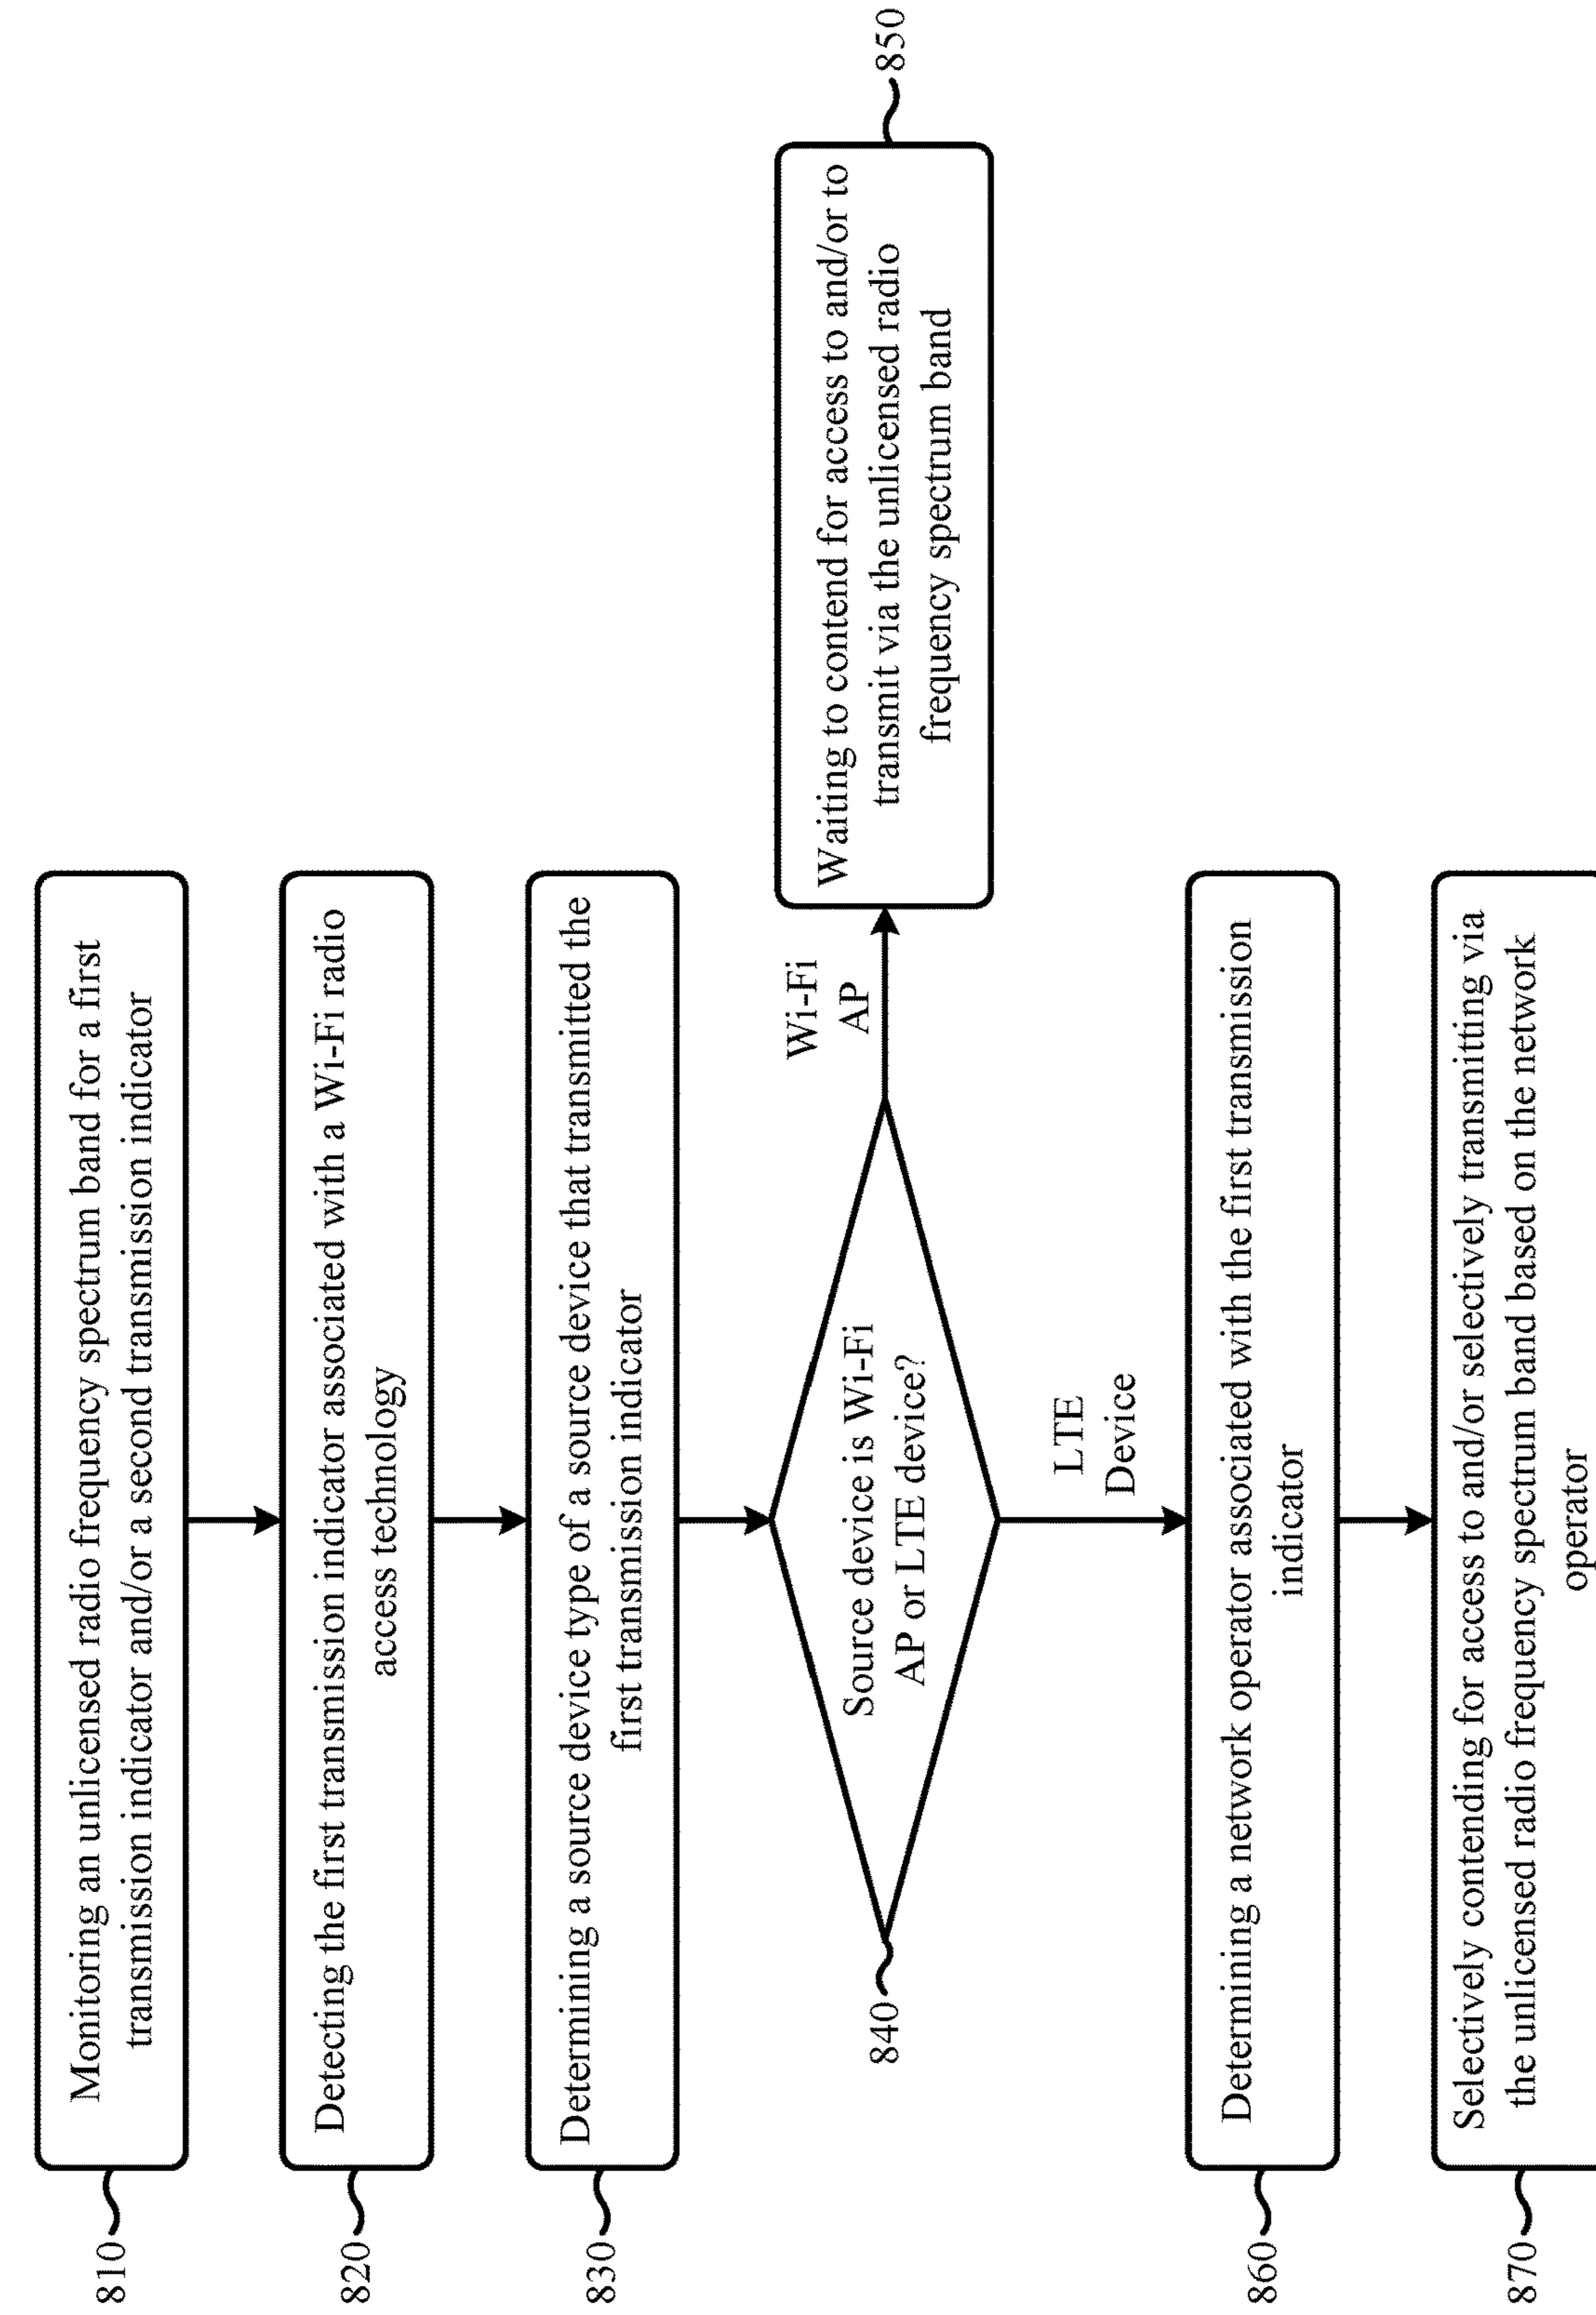 810
Monitoring an unlicensed radio frequency spectrum band for a first
transmission indicator and/or a second transmission indicator
820
Detecting the first transmission indicator associated with a Wi-Fi radio
access technology
830
Determining a source device type of a source device that transmitted the
first transmission indicator
840
Source device is Wi-Fi
AP or LTE device?
Wi-Fi
AP
Waiting to contend for access to and/or to
transmit via the unlicensed radio
frequency spectrum band
850
LTE
Device
860
Determining a network operator associated with the first transmission
indicator
870
Selectively contending for access to and/or selectively transmitting via
the unlicensed radio frequency spectrum band based on the network
operator